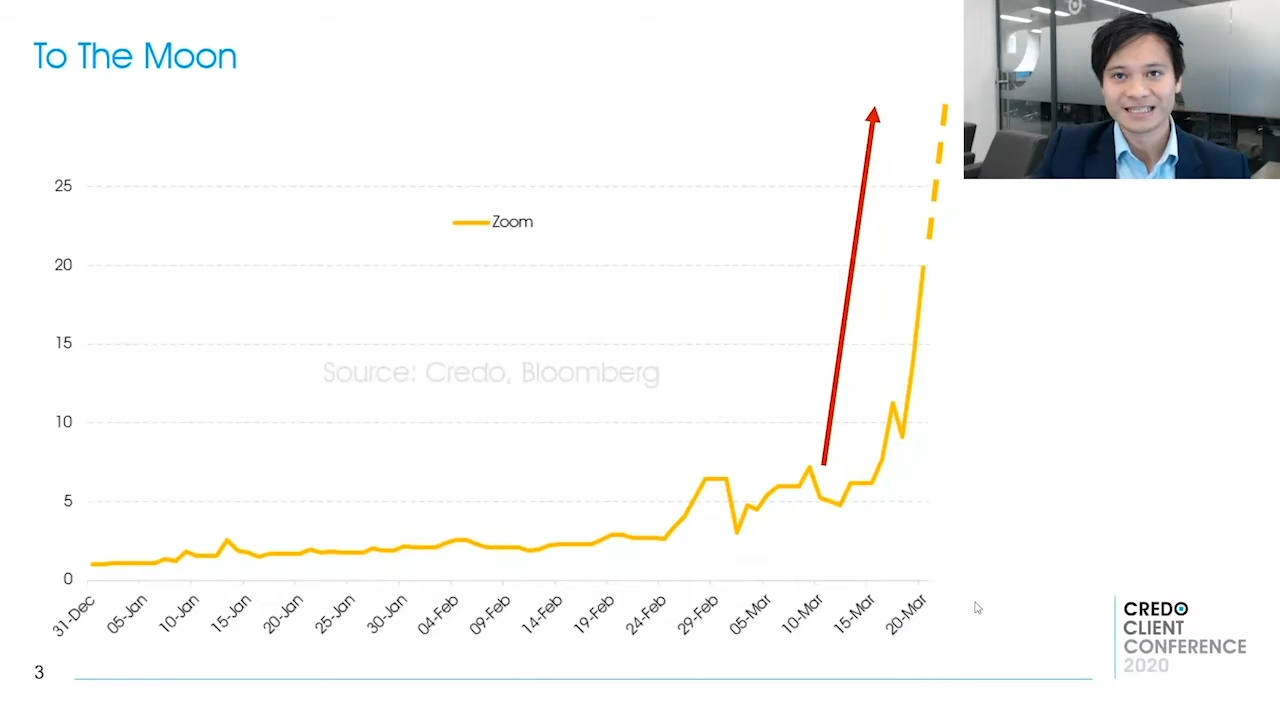 To The Moon
25
Zoom
20
15
Source: Credo, Bloomberg
10
5
0
31-Dec
05-Jan
10-Jan
15-Jan
20-Jan
25-Jan
30-Jan
04-Feb
09-Feb
14-Feb
19-Feb
24-Feb
29-Feb
05-Mar
10-Mar
15-Mar
20-Mar
3
CREDO
CLIENT
CONFERENCE
2020